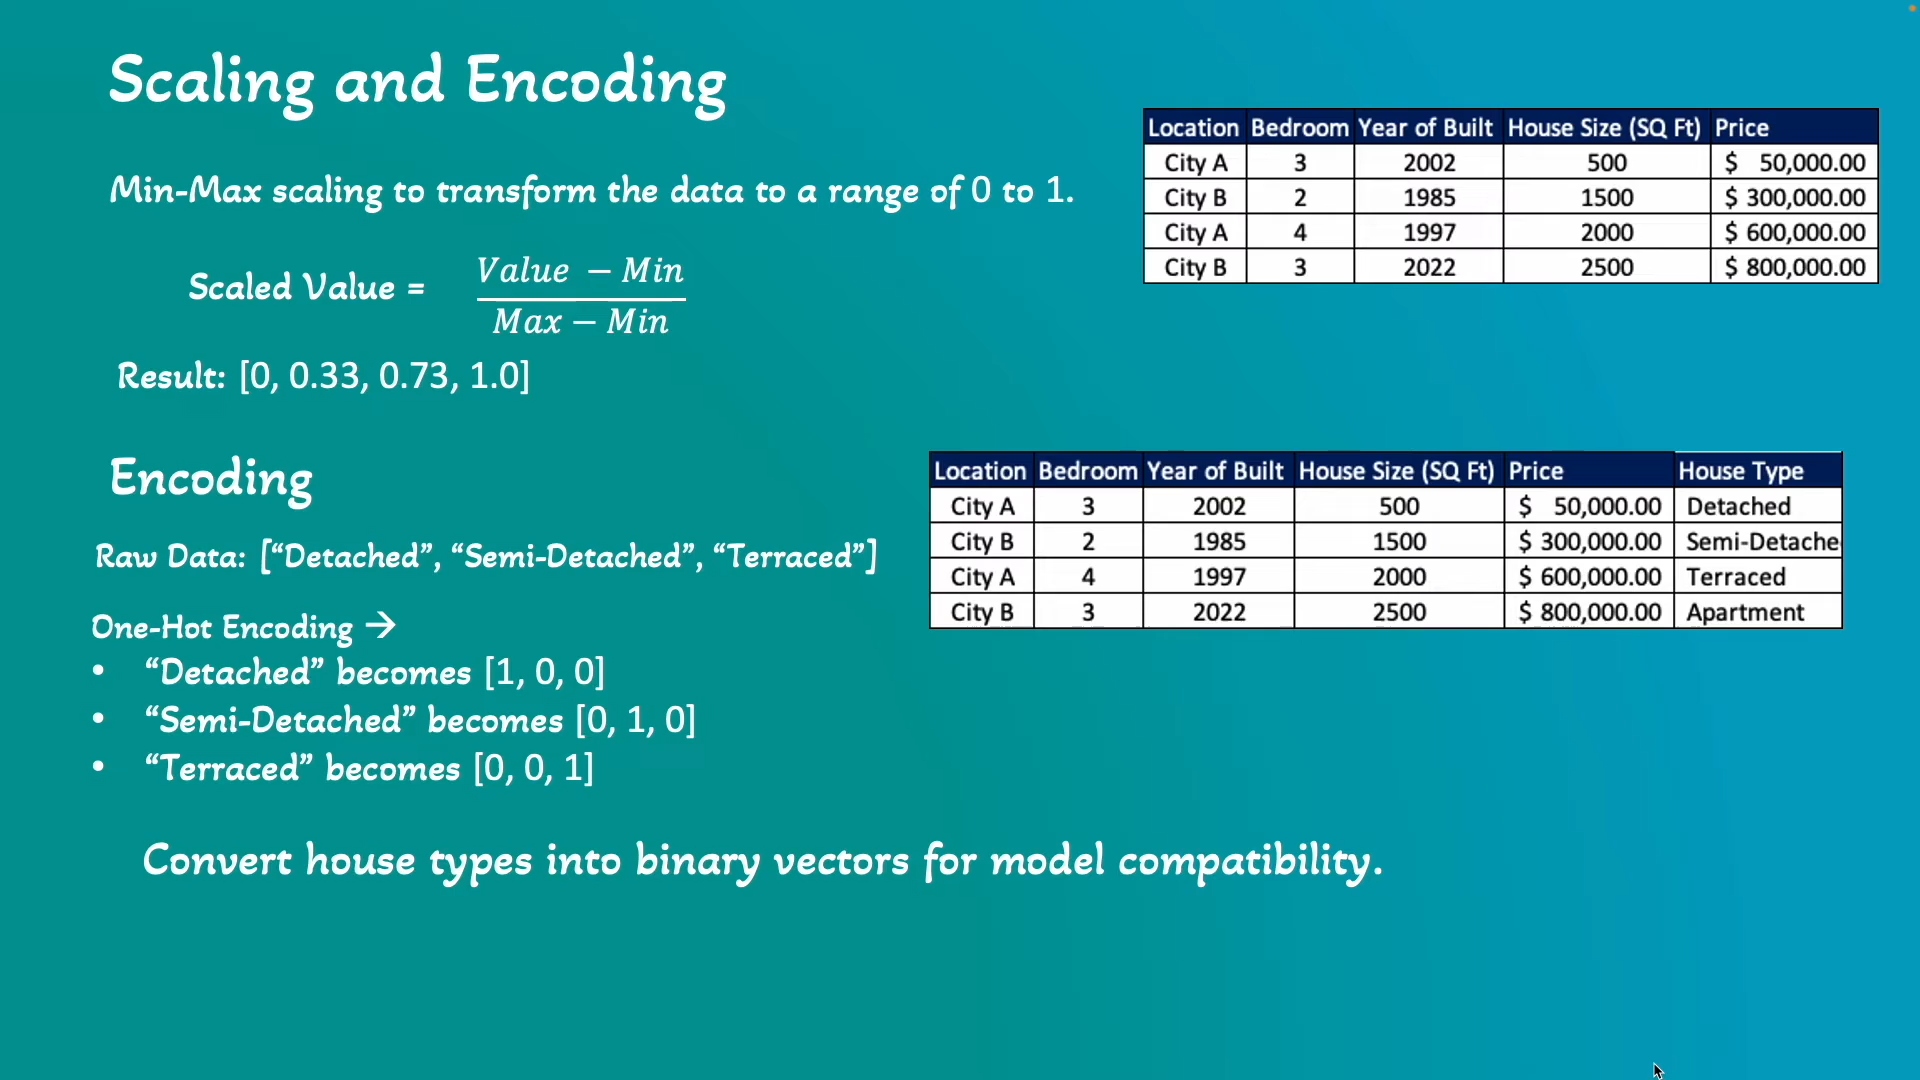 Scaling and Encoding
Min-Max scaling to transform the data to a range of 0 to 1.
Scaled Value = 
Value − Min
Max − Min
Result: [0, 0.33, 0.73, 1.0]
Location Bedroom Year of Built House Size (SQ Ft) Price
City A 3 2002 500 $ 50,000.00
City B 2 1985 1500 $ 300,000.00
City A 4 1997 2000 $ 600,000.00
City B 3 2022 2500 $ 800,000.00
Encoding
Raw Data: [“Detached”, “Semi-Detached”, “Terraced”]
One-Hot Encoding →
• “Detached” becomes [1, 0, 0]
• “Semi-Detached” becomes [0, 1, 0]
• “Terraced” becomes [0, 0, 1]
Location Bedroom Year of Built House Size (SQ Ft) Price House Type
City A 3 2002 500 $ 50,000.00 Detached
City B 2 1985 1500 $ 300,000.00 Semi-Detache
City A 4 1997 2000 $ 600,000.00 Terraced
City B 3 2022 2500 $ 800,000.00 Apartment
Convert house types into binary vectors for model compatibility.